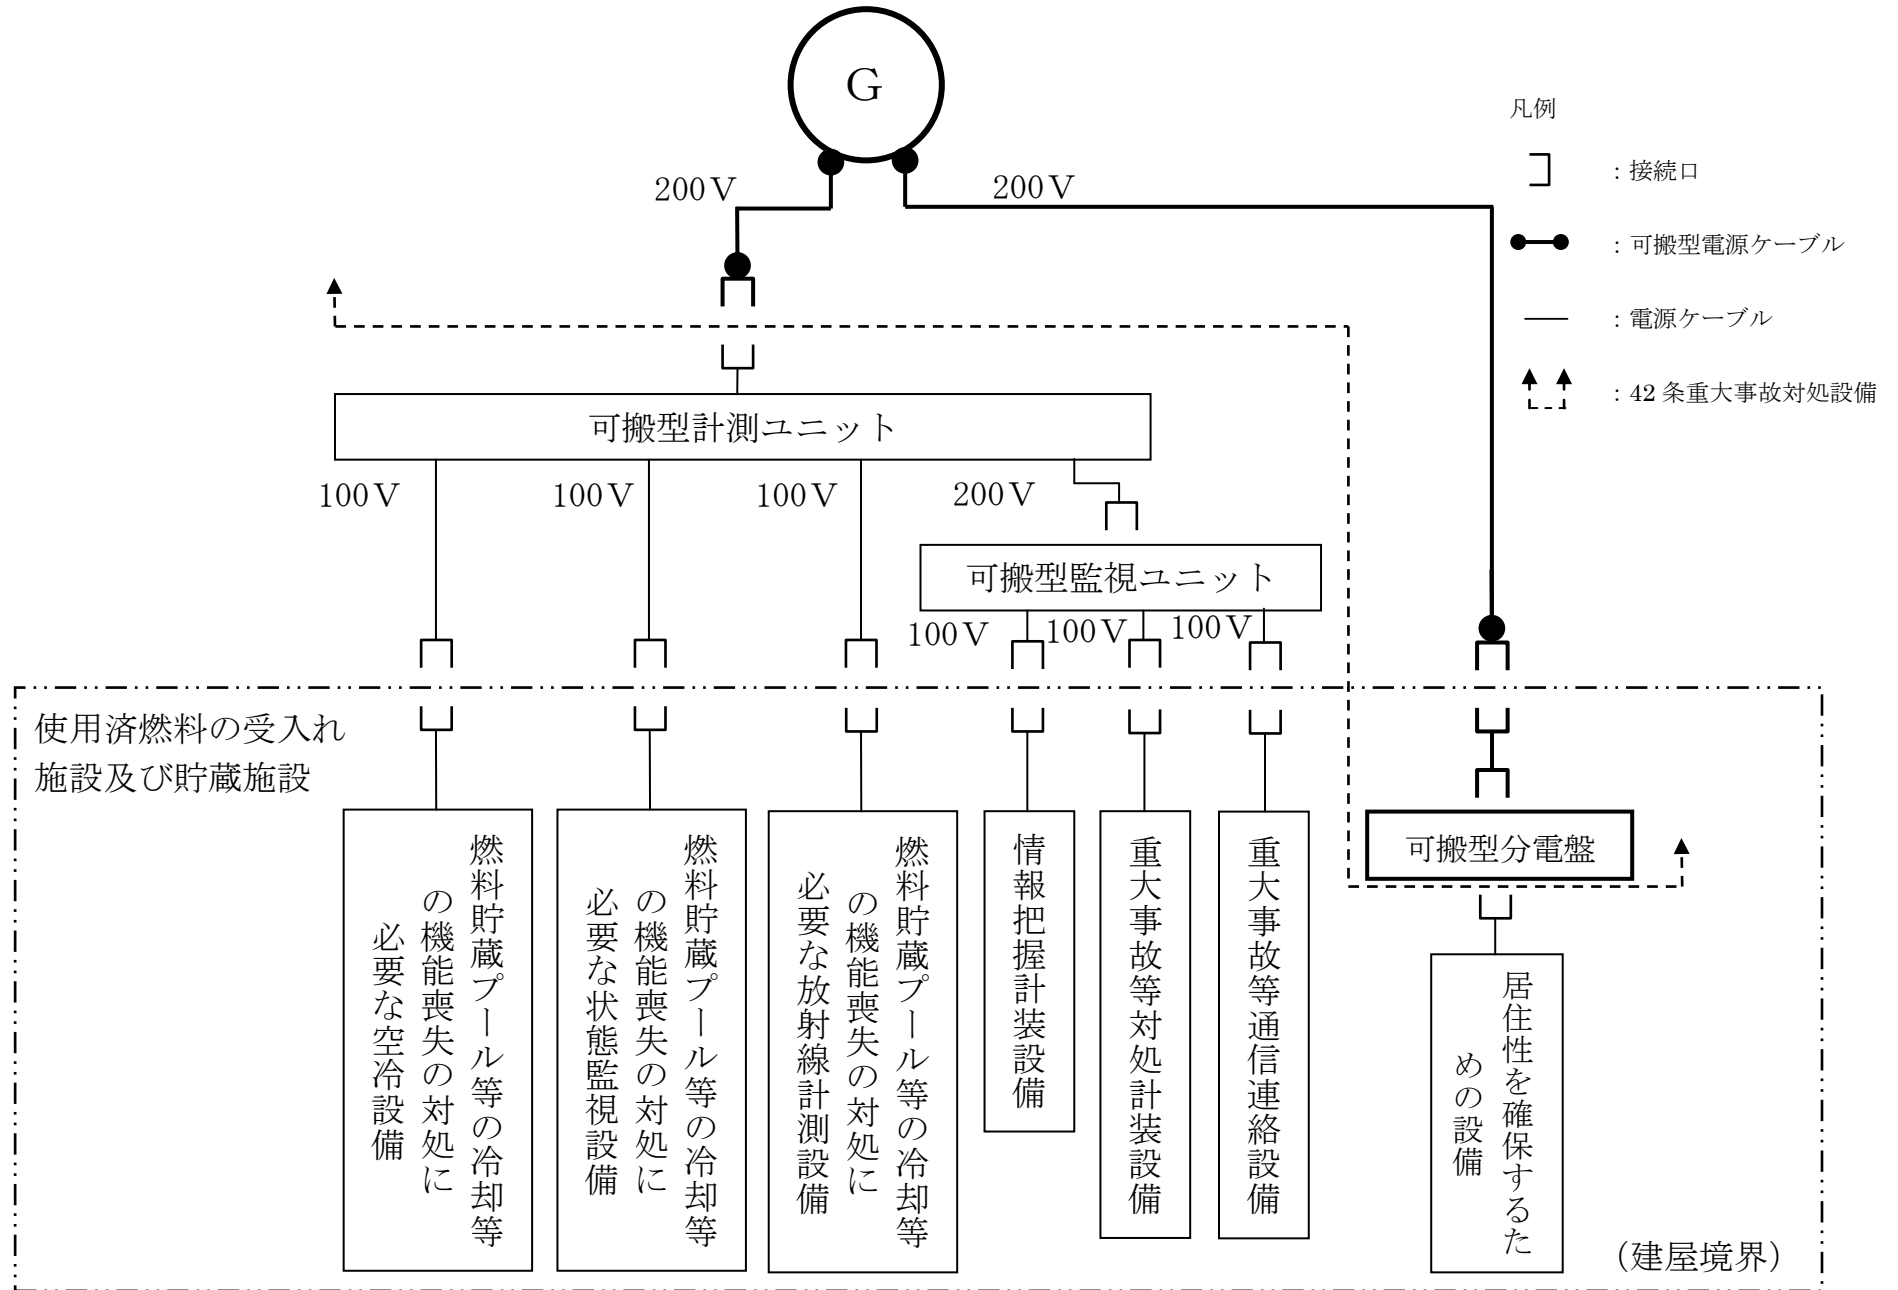 G
200V
200V
凡例
：接続口
：可搬型電源ケーブル
：電源ケーブル
：42 条重大事故対処設備
可搬型計測ユニット
100V
100V
100V
200V
可搬型監視ユニット
100V
100V
100V
使用済燃料の受入れ
施設及び貯蔵施設
燃料貯蔵プール等の冷却等
の機能喪失の対処に
必要な空冷設備
燃料貯蔵プール等の冷却等
の機能喪失の対処に
必要な状態監視設備
燃料貯蔵プール等の冷却等
の機能喪失の対処に
必要な放射線計測設備
情報把握計装設備
重大事故等対処計装設備
重大事故等通信連絡設備
可搬型分電盤
居住性を確保するた
めの設備
（建屋境界）